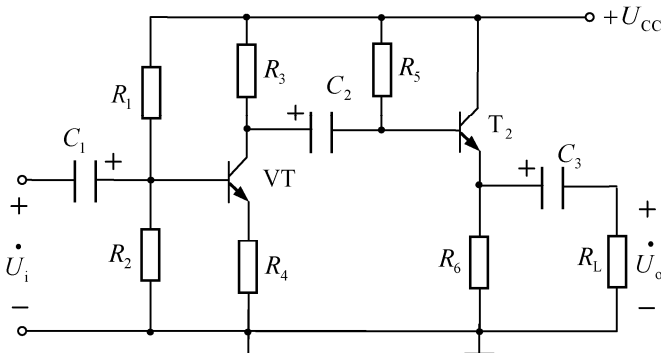 +U_CC
R_3
R_5
R_1
C_2
T_2
C_1
+
+
VT
+
C_3
+
+
U̇_i
R_2
R_4
R_6
R_L
U̇_o
−
−